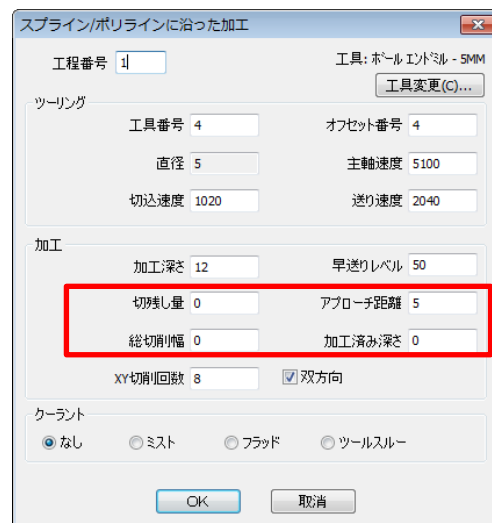 スプライン/ポリラインに沿った加工
工程番号 1 工具: ボール エンドミル - 5MM
工具変更(C)...
ツーリング
工具番号 4 オフセット番号 4
直径 5 主軸速度 5100
切込速度 1020 送り速度 2040
加工
加工深さ 12 早送りレベル 50
切残し量 0 アプローチ距離 5
総切削幅 0 加工済み深さ 0
XY切削回数 8 双方向
クーラント
なし ミスト フラッド ツールスルー
OK 取消